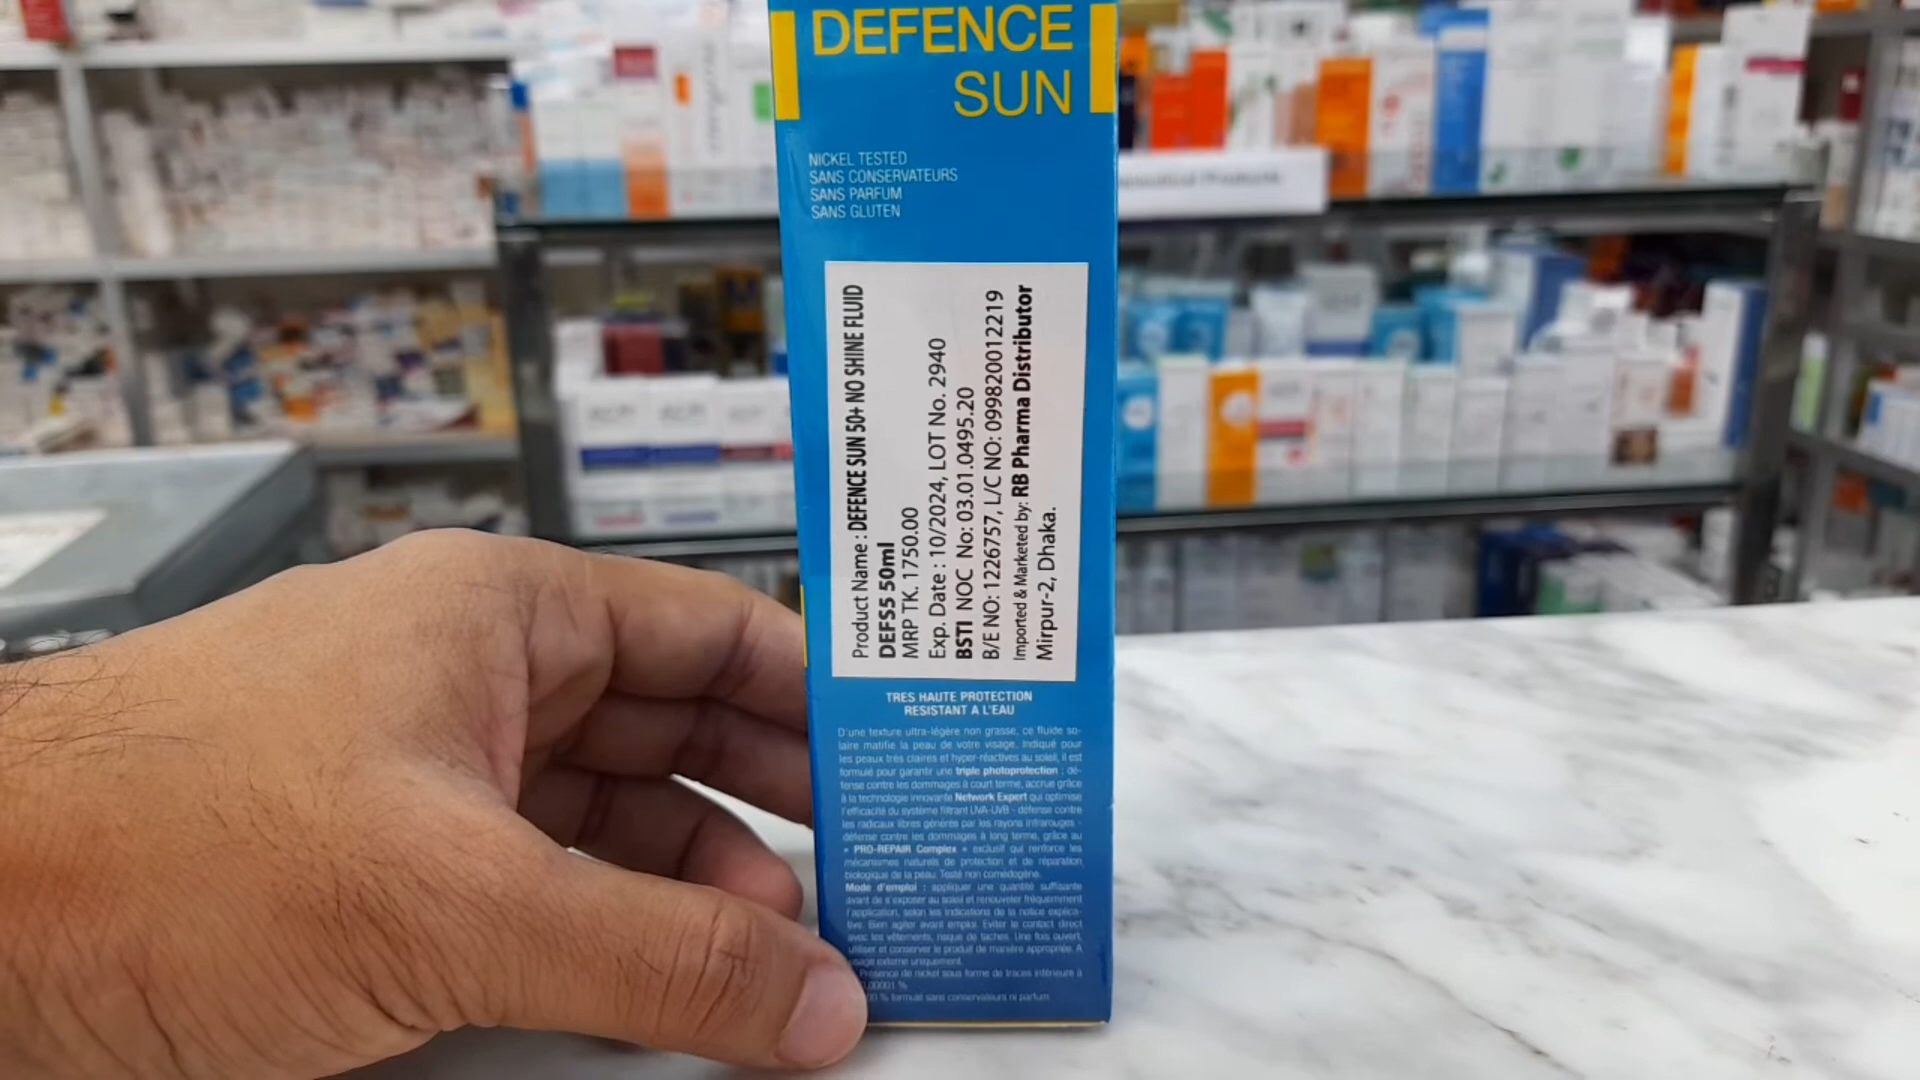 DEFENCE
SUN
NICKEL TESTED
SANS CONSERVATEURS
SANS PARFUM
SANS GLUTEN
Product Name : DEFENCE SUN 50+ NO SHINE FLUID
DEFS5 50ml
MRP TK. 1750.00
Exp. Date : 10/2024, LOT No. 2940
BSTI NOC No: 03.01.0495.20
B/E NO: 1226757, L/C NO: 099820012219
Imported & Marketed by: RB Pharma Distributor
Mirpur-2, Dhaka.
TRES HAUTE PROTECTION
RESISTANT A L'EAU
D'une texture ultra-légère non grasse, ce fluide so-
laire matifie la peau de votre visage. Indiqué pour
les peaux très claires et hyper-réactives au soleil, il est
formulé pour garantir une triple photoprotection : dé-
fense contre les dommages à court terme, accrue grâce
à la technologie innovante Network Expert qui optimise
l'efficacité du système filtrant UVA-UVB - défense contre
les radicaux libres générés par les rayons infrarouges -
défense contre les dommages à long terme, grâce au
« PRO-REPAIR Complex » exclusif qui renforce les
mécanismes naturels de protection et de réparation
biologique de la peau. Testé non comédogène.
Mode d'emploi : appliquer une quantité suffisante
avant de s'exposer au soleil et renouveler fréquemment
l'application, selon les indications de la notice explica-
tive. Bien agiter avant emploi. Eviter le contact direct
avec les vêtements, risque de taches. Une fois ouvert,
utiliser et conserver le produit de manière appropriée. A
usage externe uniquement.
Présence de nickel sous forme de traces inférieure à
0,00001 %
formulé sans conservateurs ni parfum